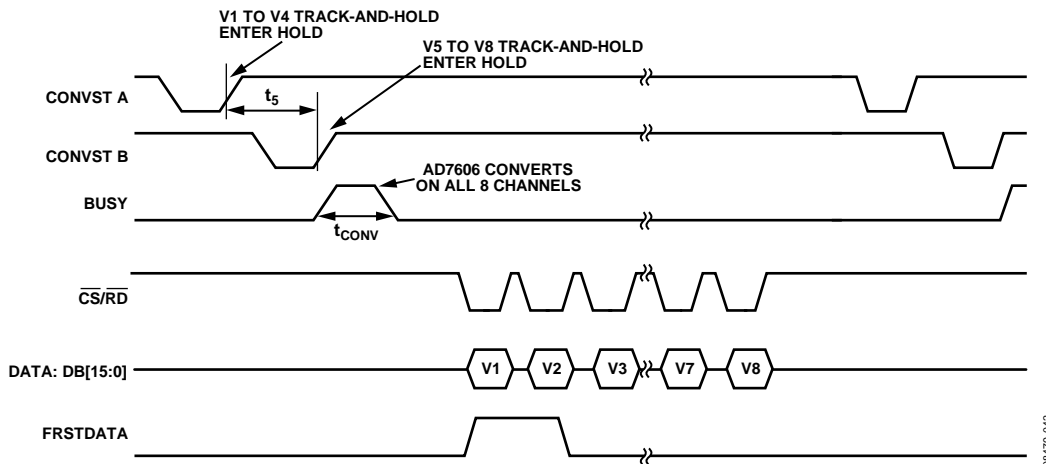 V1 TO V4 TRACK-AND-HOLD
ENTER HOLD
V5 TO V8 TRACK-AND-HOLD
ENTER HOLD
CONVST A
t5
CONVST B
AD7606 CONVERTS
ON ALL 8 CHANNELS
BUSY
tCONV
CS/RD
DATA: DB[15:0]
V1
V2
V3
V7
V8
FRSTDATA